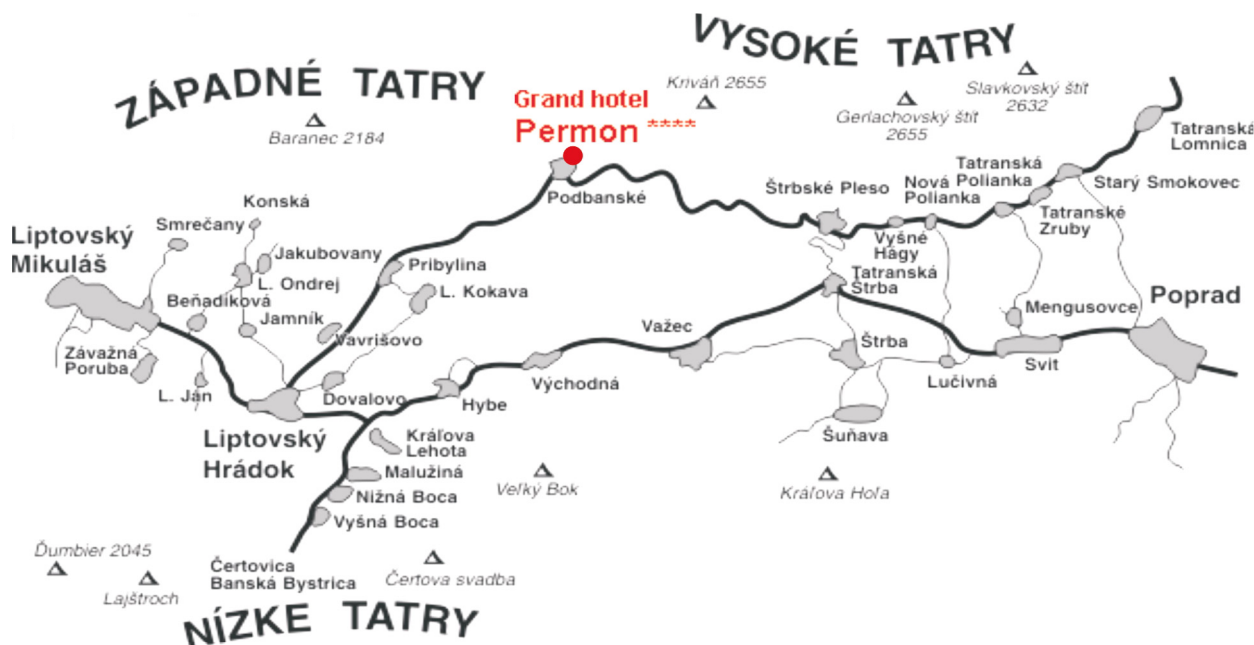 VYSOKÉ TATRY
ZÁPADNÉ TATRY
Kriváň 2655
Slavkovský štít
2632
Grand hotel
Permon ****
Gerlachovský štít
2655
Baranec 2184
Tatranská
Lomnica
Tatranská
Polianka
Starý Smokovec
Podbanské
Štrbské Pleso
Nová
Polianka
Konská
Smrečany
Tatranské
Zruby
Liptovský
Mikuláš
Vyšné
Hágy
Jakubovany
Pribylina
L. Ondrej
Tatranská
Štrba
L. Kokava
Beňadiková
Mengusovce
Poprad
Jamník
Važec
Vavrišovo
Štrba
Závažná
Poruba
Svit
Lučivná
Východná
L. Ján
Dovalovo
Hybe
Šuňava
Liptovský
Hrádok
Kráľova
Lehota
Malužiná
Veľký Bok
Kráľova Hoľa
Nižná Boca
Vyšná Boca
Ďumbier 2045
Čertovica
Banská Bystrica
Čertova svadba
Lajštroch
NÍZKE TATRY